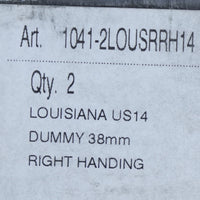 Art. 1041-2LOUSRRH14
Qty. 2
LOUISIANA US14
DUMMY 38mm
RIGHT HANDING